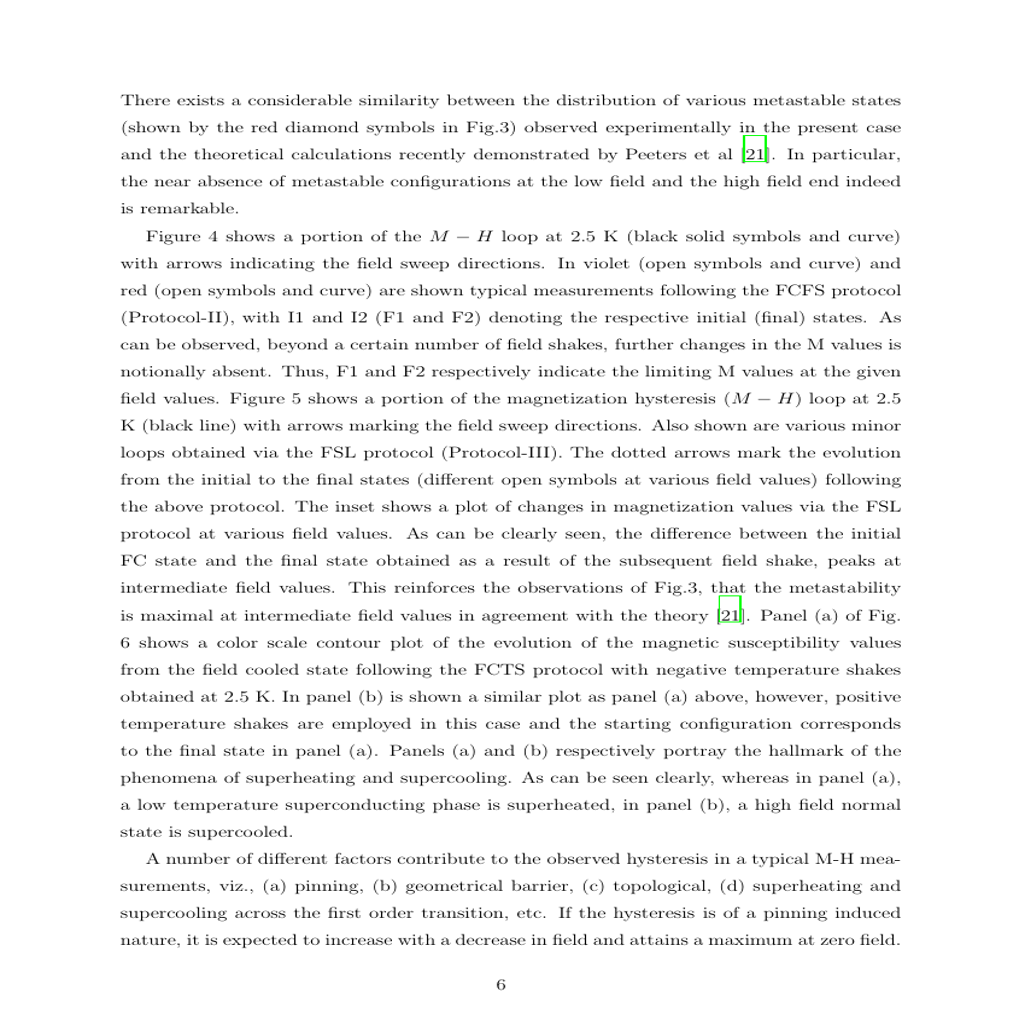 There exists a considerable similarity between the distribution of various metastable states
(shown by the red diamond symbols in Fig.3) observed experimentally in the present case
and the theoretical calculations recently demonstrated by Peeters et al [21]. In particular,
the near absence of metastable configurations at the low field and the high field end indeed
is remarkable.
Figure 4 shows a portion of the M − H loop at 2.5 K (black solid symbols and curve)
with arrows indicating the field sweep directions. In violet (open symbols and curve) and
red (open symbols and curve) are shown typical measurements following the FCFS protocol
(Protocol-II), with I1 and I2 (F1 and F2) denoting the respective initial (final) states. As
can be observed, beyond a certain number of field shakes, further changes in the M values is
notionally absent. Thus, F1 and F2 respectively indicate the limiting M values at the given
field values. Figure 5 shows a portion of the magnetization hysteresis (M − H) loop at 2.5
K (black line) with arrows marking the field sweep directions. Also shown are various minor
loops obtained via the FSL protocol (Protocol-III). The dotted arrows mark the evolution
from the initial to the final states (different open symbols at various field values) following
the above protocol. The inset shows a plot of changes in magnetization values via the FSL
protocol at various field values. As can be clearly seen, the difference between the initial
FC state and the final state obtained as a result of the subsequent field shake, peaks at
intermediate field values. This reinforces the observations of Fig.3, that the metastability
is maximal at intermediate field values in agreement with the theory [21]. Panel (a) of Fig.
6 shows a color scale contour plot of the evolution of the magnetic susceptibility values
from the field cooled state following the FCTS protocol with negative temperature shakes
obtained at 2.5 K. In panel (b) is shown a similar plot as panel (a) above, however, positive
temperature shakes are employed in this case and the starting configuration corresponds
to the final state in panel (a). Panels (a) and (b) respectively portray the hallmark of the
phenomena of superheating and supercooling. As can be seen clearly, whereas in panel (a),
a low temperature superconducting phase is superheated, in panel (b), a high field normal
state is supercooled.
A number of different factors contribute to the observed hysteresis in a typical M-H mea-
surements, viz., (a) pinning, (b) geometrical barrier, (c) topological, (d) superheating and
supercooling across the first order transition, etc. If the hysteresis is of a pinning induced
nature, it is expected to increase with a decrease in field and attains a maximum at zero field.
6